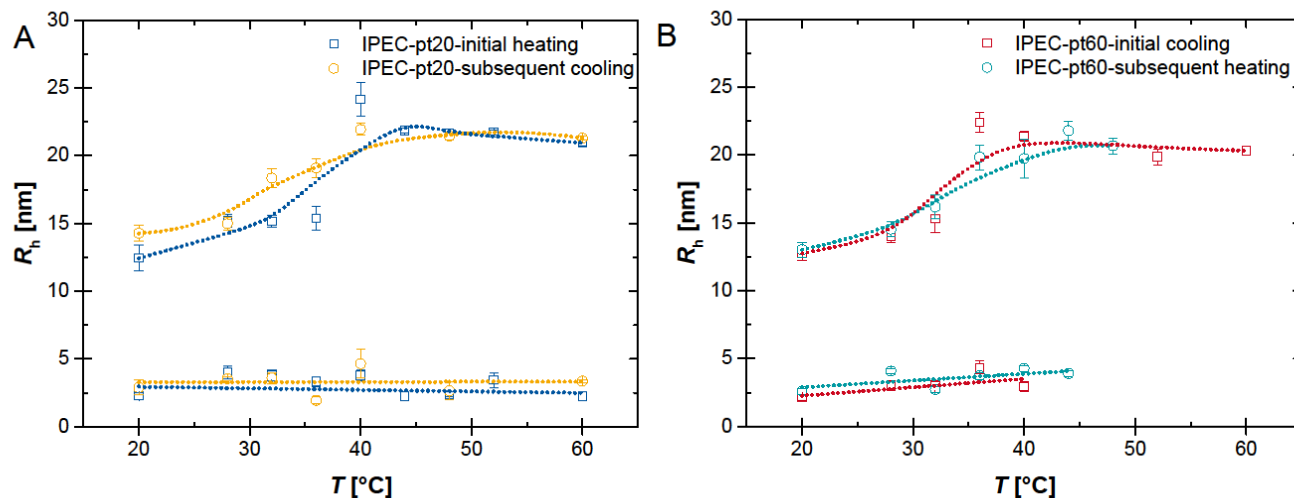 A
IPEC-pt20-initial heating
IPEC-pt20-subsequent cooling
30
25
20
15
10
5
0
Rh [nm]
20
30
40
50
60
T [°C]
B
IPEC-pt60-initial cooling
IPEC-pt60-subsequent heating
30
25
20
15
10
5
0
Rh [nm]
20
30
40
50
60
T [°C]